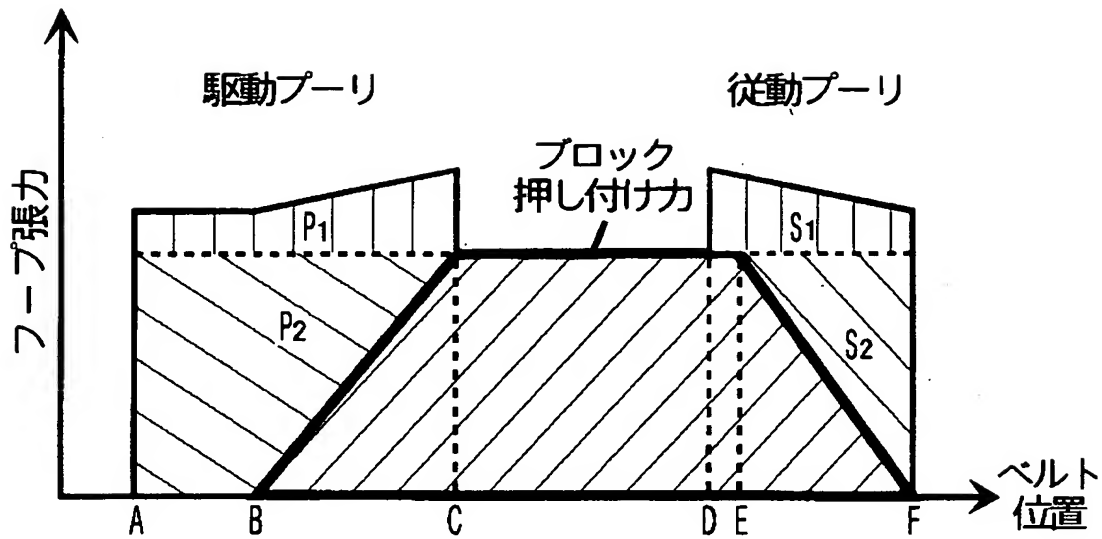 駆動プーリ
従動プーリ
ブロック
押し付け力
フープ張力
P1
S1
P2
S2
A B C D E F
ベルト
位置